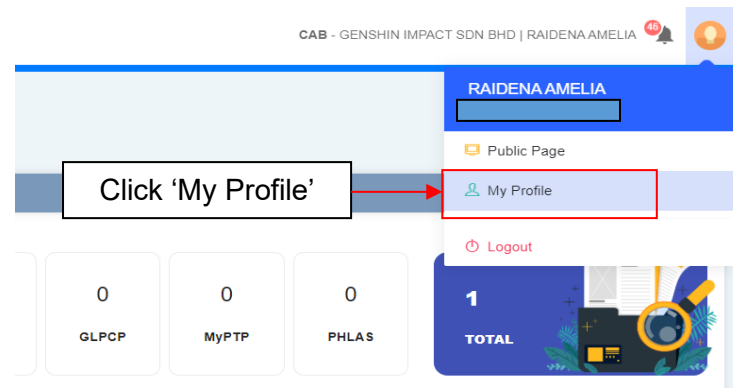 CAB - GENSHIN IMPACT SDN BHD | RAIDENA AMELIA 46
RAIDENA AMELIA
Public Page
Click ‘My Profile’
My Profile
Logout
0 0 0 1
GLPCP MyPTP PHLAS TOTAL